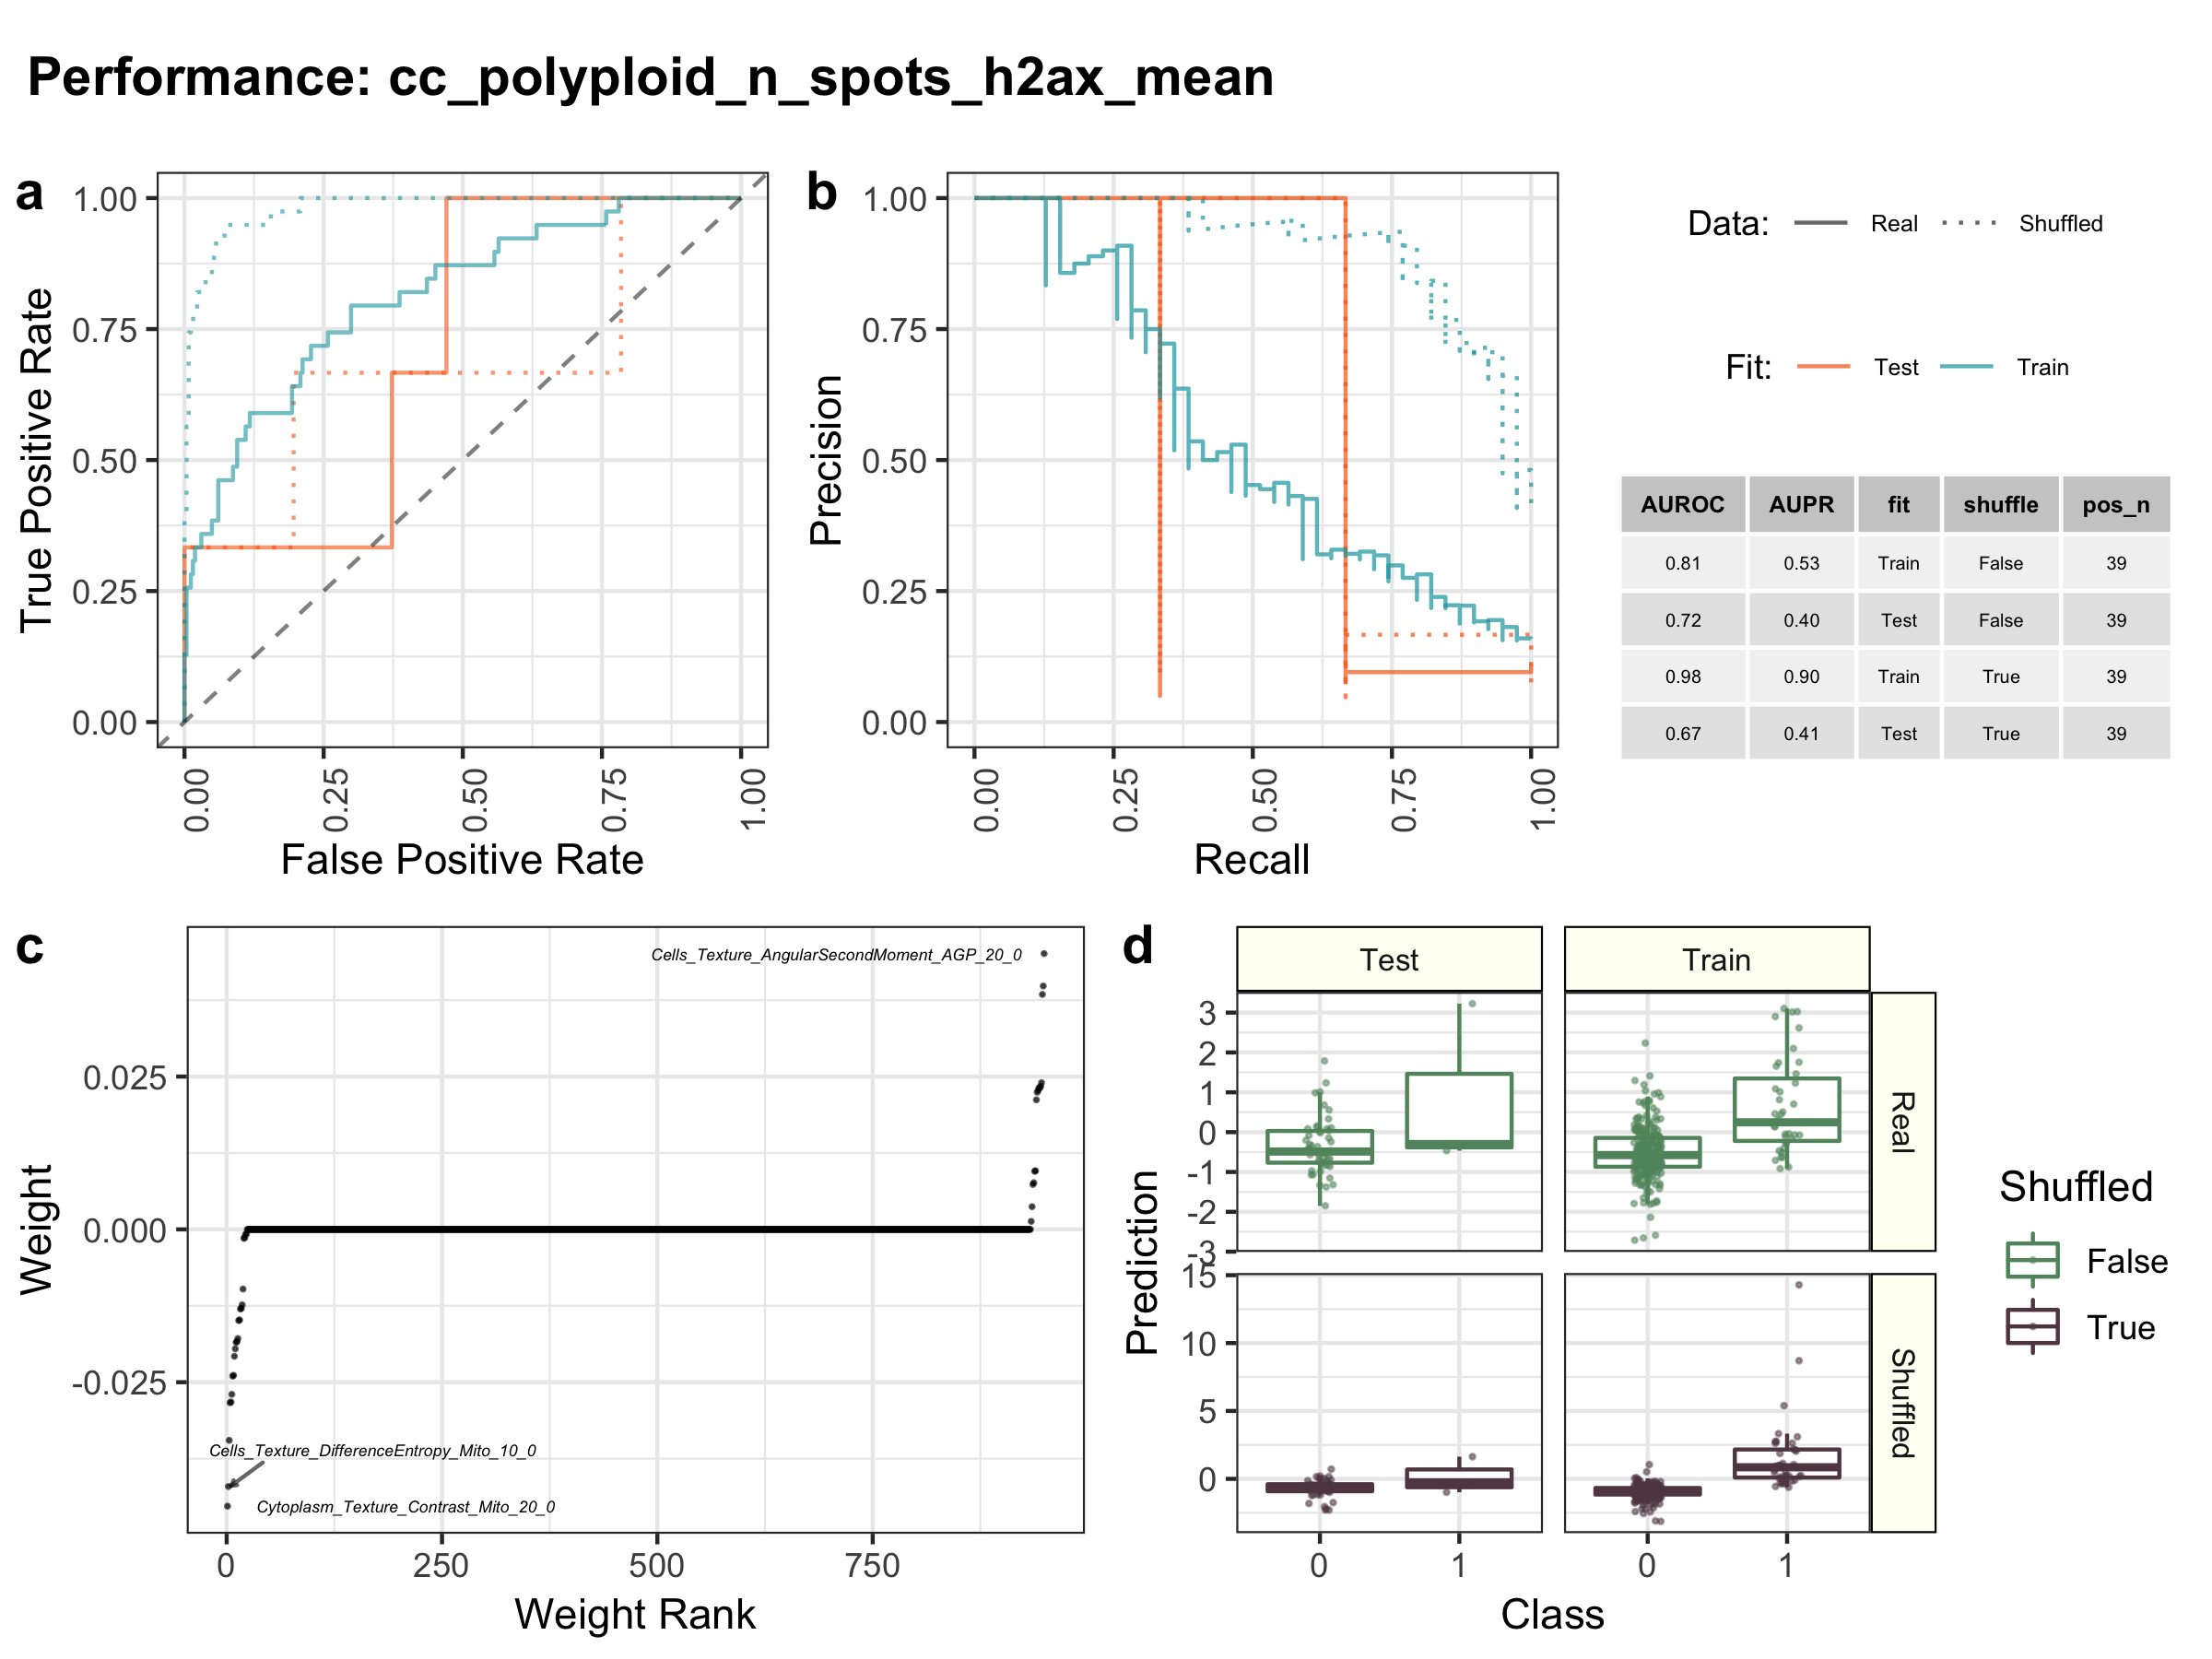 Performance: cc_polyploid_n_spots_h2ax_mean
a
True Positive Rate
1.00
0.75
0.50
0.25
0.00
0.00
0.25
0.50
0.75
1.00
False Positive Rate
b
Precision
1.00
0.75
0.50
0.25
0.00
0.00
0.25
0.50
0.75
1.00
Recall
Data: Real Shuffled
Fit: Test Train
AUROC AUPR fit shuffle pos_n
0.81 0.53 Train False 39
0.72 0.40 Test False 39
0.98 0.90 Train True 39
0.67 0.41 Test True 39
c
Weight
0.025
0.000
-0.025
Cells_Texture_AngularSecondMoment_AGP_20_0
Cells_Texture_DifferenceEntropy_Mito_10_0
Cytoplasm_Texture_Contrast_Mito_20_0
0
250
500
750
Weight Rank
d
Test
Train
Prediction
3
2
1
0
-1
-2
-3
Real
15
10
5
0
Shuffled
0
1
0
1
Class
Shuffled
False
True